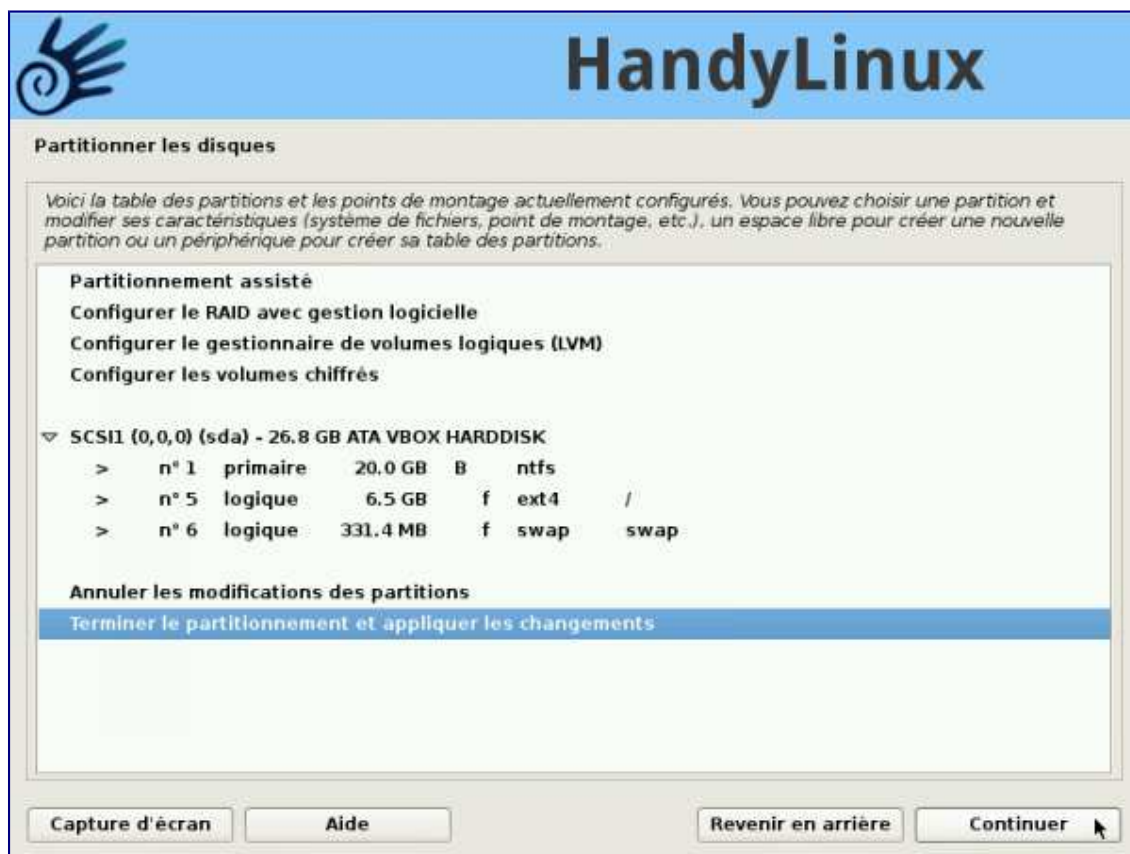 HandyLinux
Partitionner les disques
Voici la table des partitions et les points de montage actuellement configurés. Vous pouvez choisir une partition et
modifier ses caractéristiques (système de fichiers, point de montage, etc.), un espace libre pour créer une nouvelle
partition ou un périphérique pour créer sa table des partitions.
Partitionnement assisté
Configurer le RAID avec gestion logicielle
Configurer le gestionnaire de volumes logiques (LVM)
Configurer les volumes chiffrés
SCSI1 (0,0,0) (sda) - 26.8 GB ATA VBOX HARDDISK
> n° 1 primaire 20.0 GB B ntfs
> n° 5 logique 6.5 GB f ext4 /
> n° 6 logique 331.4 MB f swap swap
Annuler les modifications des partitions
Terminer le partitionnement et appliquer les changements
Capture d'écran Aide Revenir en arrière Continuer